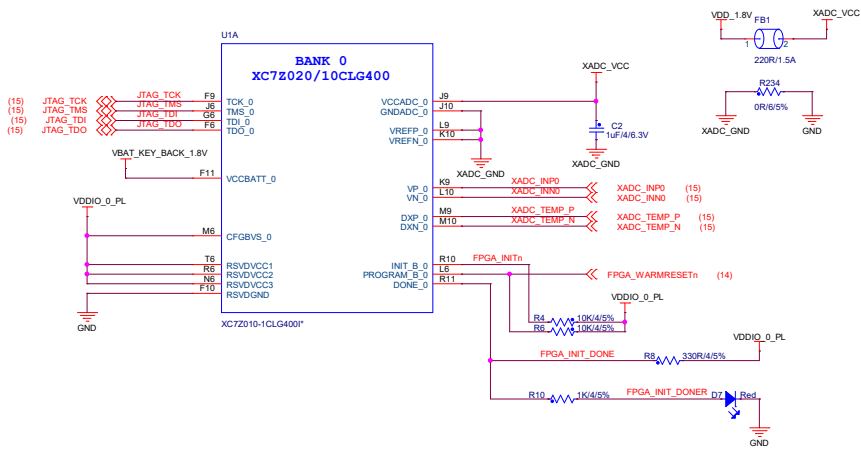 VDD_1.8V
XADC_VCC
FB1
1
2
220R/1.5A
U1A
BANK 0
XC7Z020/10CLG400
XADC_VCC
R234
0R/6/5%
XADC_GND
GND
(15)
JTAG_TCK
JTAG_TCK
F9
TCK_0
(15)
JTAG_TMS
JTAG_TMS
J6
TMS_0
(15)
JTAG_TDI
JTAG_TDI
G6
TDI_0
(15)
JTAG_TDO
JTAG_TDO
F6
TDO_0
VCCADC_0
J9
GNDADC_0
J10
VREFP_0
L9
VREFN_0
K10
C2
1uF/4/6.3V
XADC_GND
XADC_GND
VBAT_KEY_BACK_1.8V
F11
VCCBATT_0
VP_0
K9
XADC_INP0
XADC_INP0
(15)
VN_0
L10
XADC_INN0
XADC_INN0
(15)
VDDIO_0_PL
DXP_0
M9
XADC_TEMP_P
XADC_TEMP_P
(15)
DXN_0
M10
XADC_TEMP_N
XADC_TEMP_N
(15)
M6
CFGBVS_0
T6
RSVDVCC1
R6
RSVDVCC2
N6
RSVDVCC3
F10
RSVDGND
GND
INIT_B_0
R10
FPGA_INITn
PROGRAM_B_0
L6
FPGA_WARMRESETn
(14)
DONE_0
R11
VDDIO_0_PL
XC7Z010-1CLG400I*
R4
10K/4/5%
R6
10K/4/5%
VDDIO_0_PL
FPGA_INIT_DONE
R8
330R/4/5%
R10
1K/4/5%
FPGA_INIT_DONER
D7
Red
GND